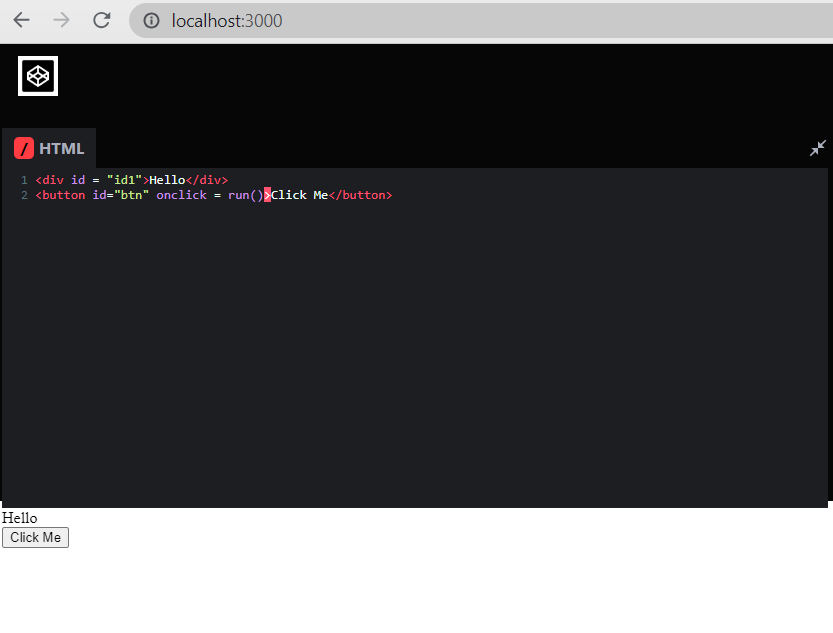 localhost:3000
/ HTML
1 <div id = "id1">Hello</div>
2 <button id="btn" onclick = run()>Click Me</button>
Hello
Click Me